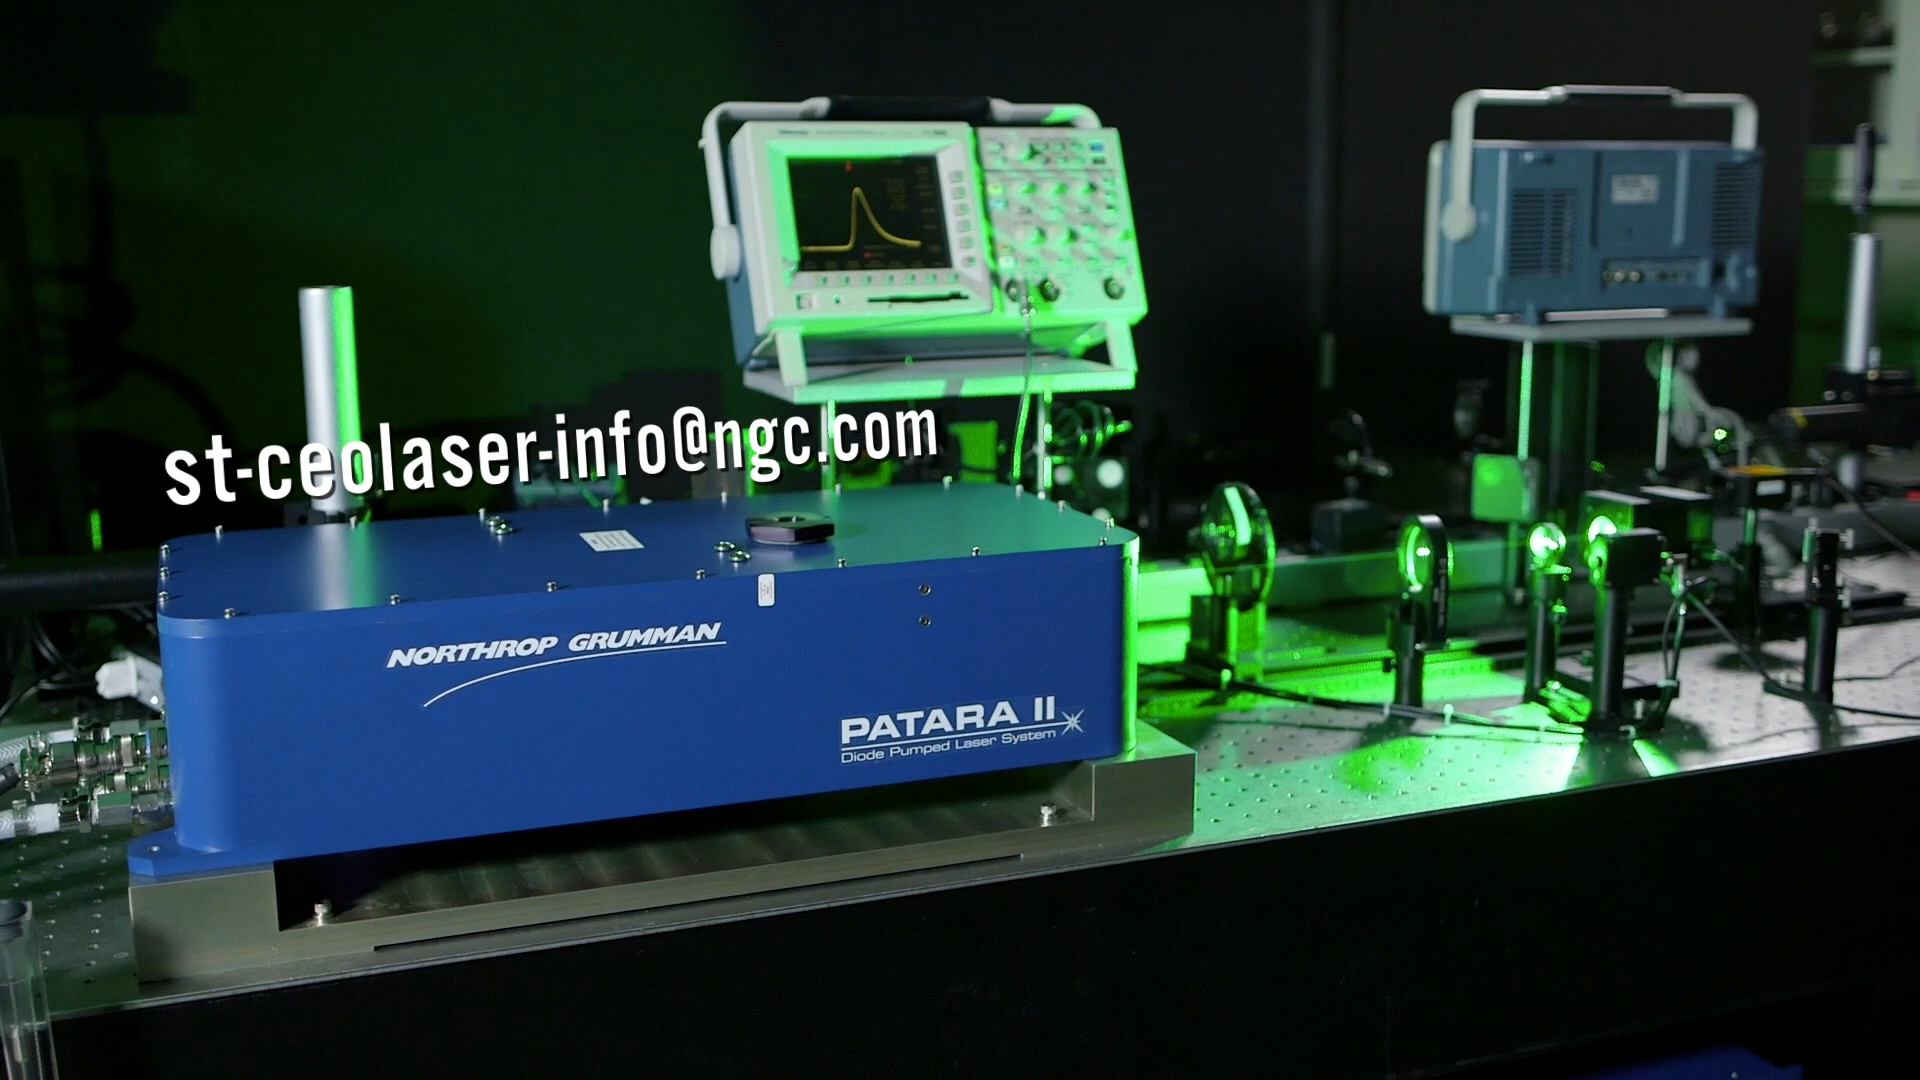 st-ceolaser-info@ngc.com
NORTHROP GRUMMAN
PATARA II
Diode Pumped Laser System